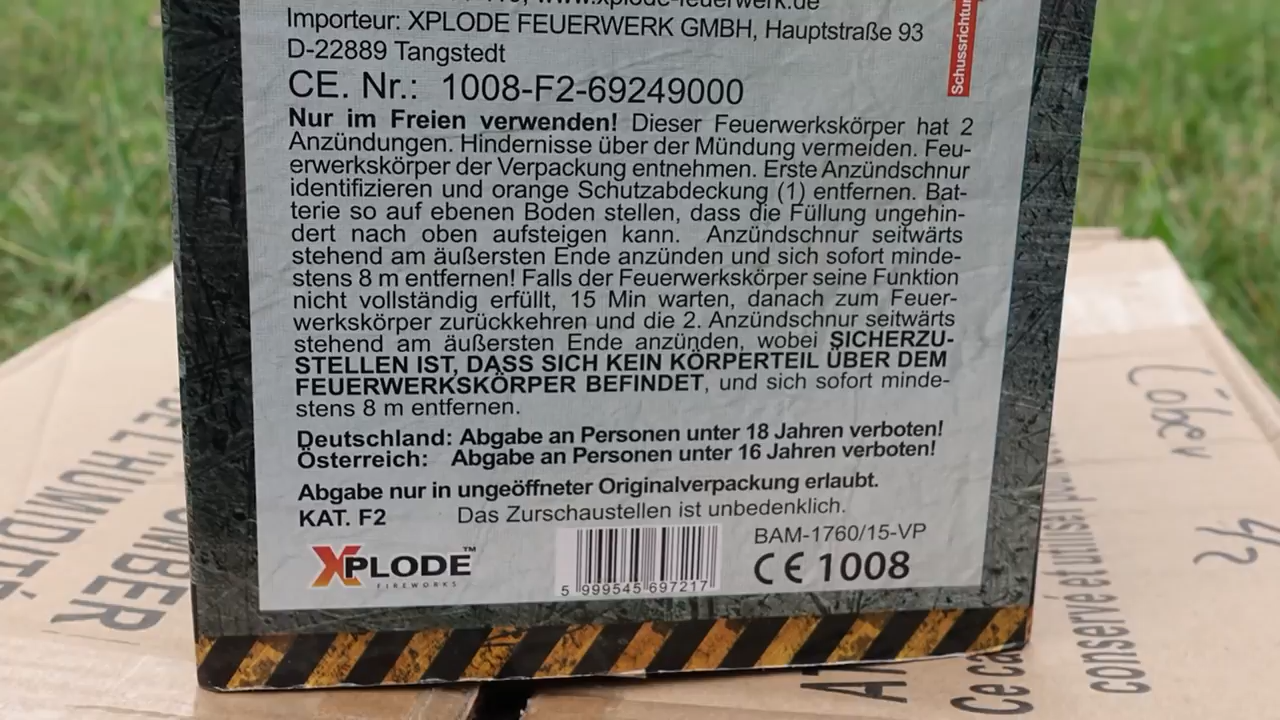 www.xplode-feuerwerk.de
Importeur: XPLODE FEUERWERK GMBH, Hauptstraße 93
D-22889 Tangstedt
CE. Nr.: 1008-F2-69249000
Schussrichtun
Nur im Freien verwenden! Dieser Feuerwerkskörper hat 2
Anzündungen. Hindernisse über der Mündung vermeiden. Feu-
erwerkskörper der Verpackung entnehmen. Erste Anzündschnur
identifizieren und orange Schutzabdeckung (1) entfernen. Bat-
terie so auf ebenen Boden stellen, dass die Füllung ungehin-
dert nach oben aufsteigen kann. Anzündschnur seitwärts
stehend am äußersten Ende anzünden und sich sofort minde-
stens 8 m entfernen! Falls der Feuerwerkskörper seine Funktion
nicht vollständig erfüllt, 15 Min warten, danach zum Feuer-
werkskörper zurückkehren und die 2. Anzündschnur seitwärts
stehend am äußersten Ende anzünden, wobei SICHERZU-
STELLEN IST, DASS SICH KEIN KÖRPERTEIL ÜBER DEM
FEUERWERKSKÖRPER BEFINDET, und sich sofort minde-
stens 8 m entfernen.
Deutschland: Abgabe an Personen unter 18 Jahren verboten!
Österreich: Abgabe an Personen unter 16 Jahren verboten!
Abgabe nur in ungeöffneter Originalverpackung erlaubt.
KAT. F2 Das Zurschaustellen ist unbedenklich.
XPLODE™
FIREWORKS
5 999545 697217
BAM-1760/15-VP
CE 1008
L'HUMIDITÉ
conservé et utilisé
Ce ca